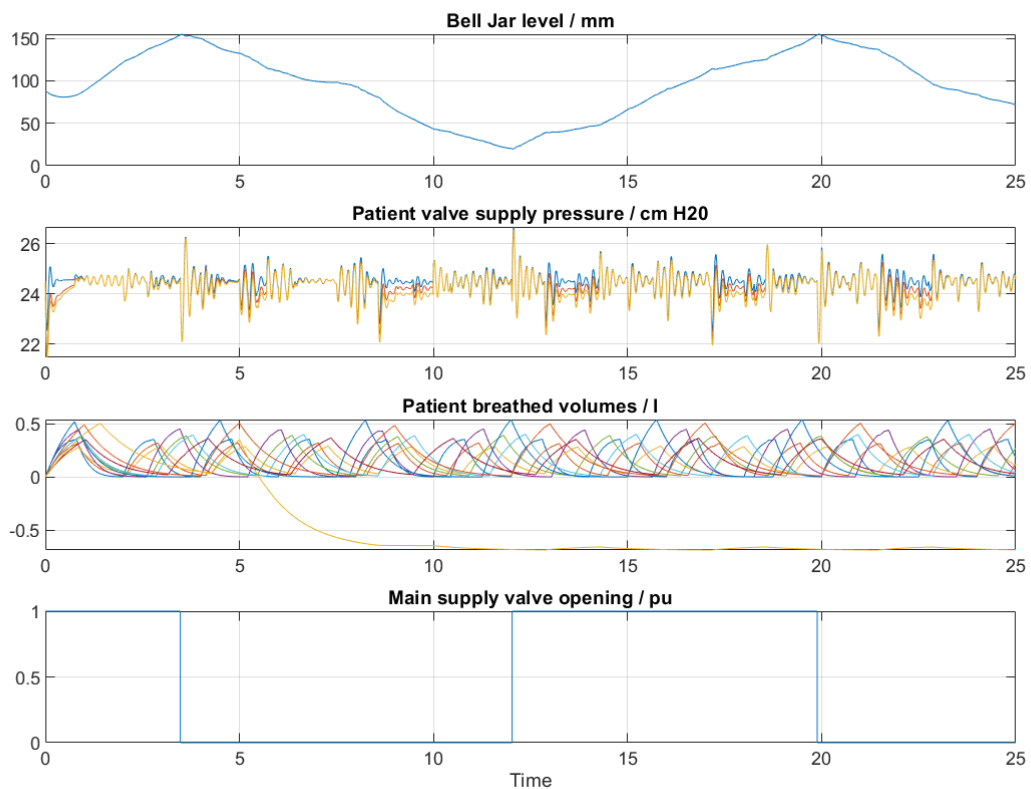 Bell Jar level / mm
150
100
50
0
0 5 10 15 20 25
Patient valve supply pressure / cm H20
26
24
22
0 5 10 15 20 25
Patient breathed volumes / l
0.5
0
-0.5
0 5 10 15 20 25
Main supply valve opening / pu
1
0.5
0
0 5 10 15 20 25
Time